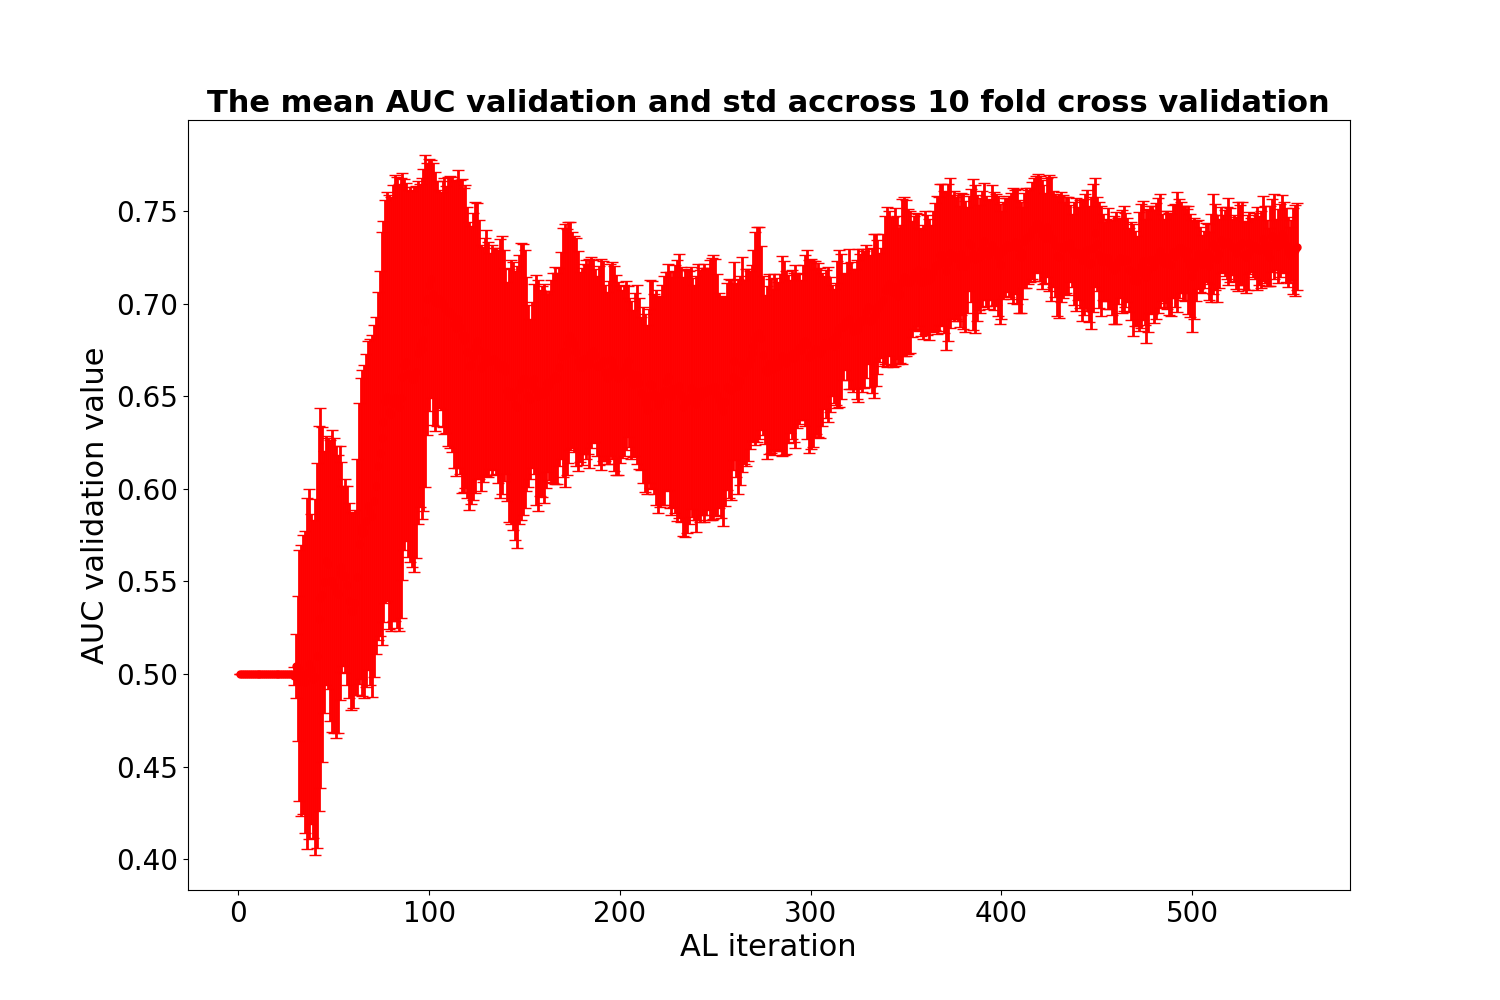 The mean AUC validation and std accross 10 fold cross validation
AUC validation value
0.75
0.70
0.65
0.60
0.55
0.50
0.45
0.40
0 100 200 300 400 500
AL iteration